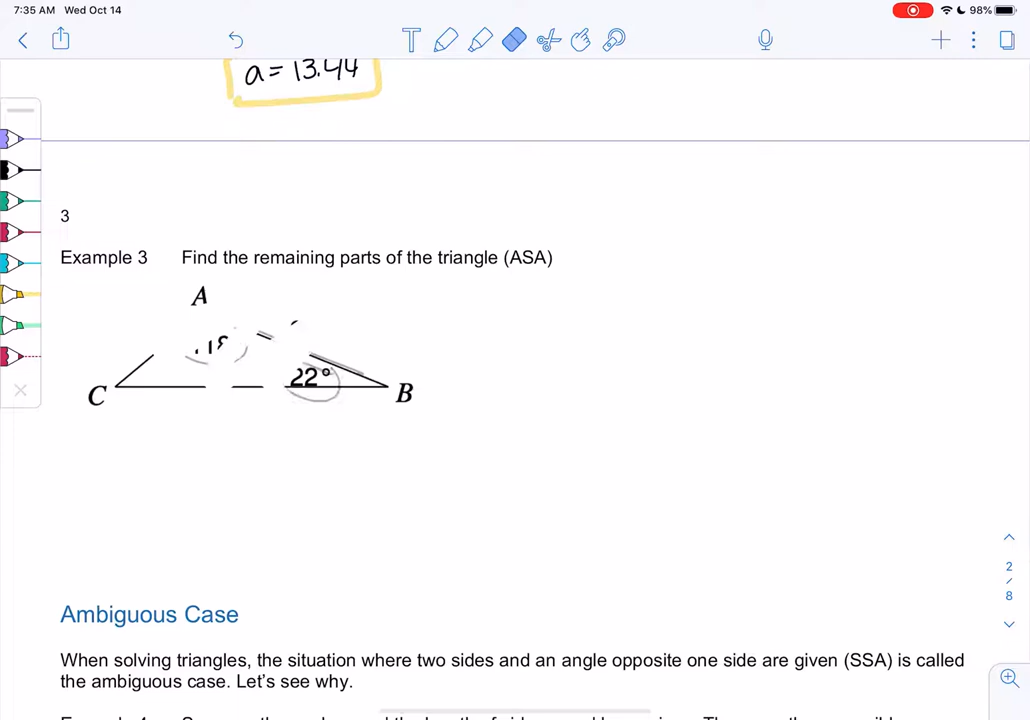 7:35 AM Wed Oct 14
98%
T
a = 13.44
3
Example 3 Find the remaining parts of the triangle (ASA)
A
22°
C
B
2
/
8
Ambiguous Case
When solving triangles, the situation where two sides and an angle opposite one side are given (SSA) is called
the ambiguous case. Let's see why.